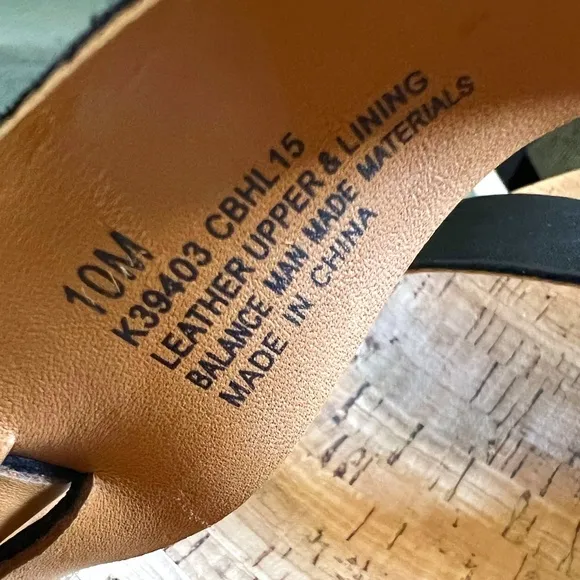 10M
K39403 CBHL15
LEATHER UPPER & LINING
BALANCE MAN MADE MATERIALS
MADE IN CHINA